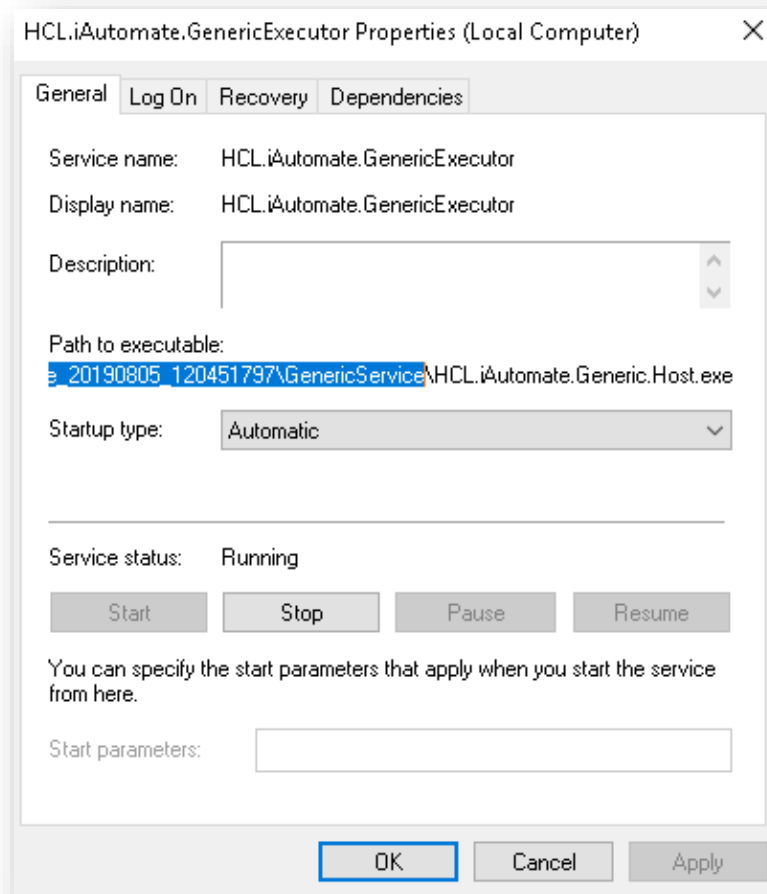 HCL.iAutomate.GenericExecutor Properties (Local Computer)
General Log On Recovery Dependencies
Service name: HCL.iAutomate.GenericExecutor
Display name: HCL.iAutomate.GenericExecutor
Description:
Path to executable:
e_20190805_120451797\GenericService\HCL.iAutomate.Generic.Host.exe
Startup type: Automatic
Service status: Running
Start Stop Pause Resume
You can specify the start parameters that apply when you start the service
from here.
Start parameters:
OK Cancel Apply